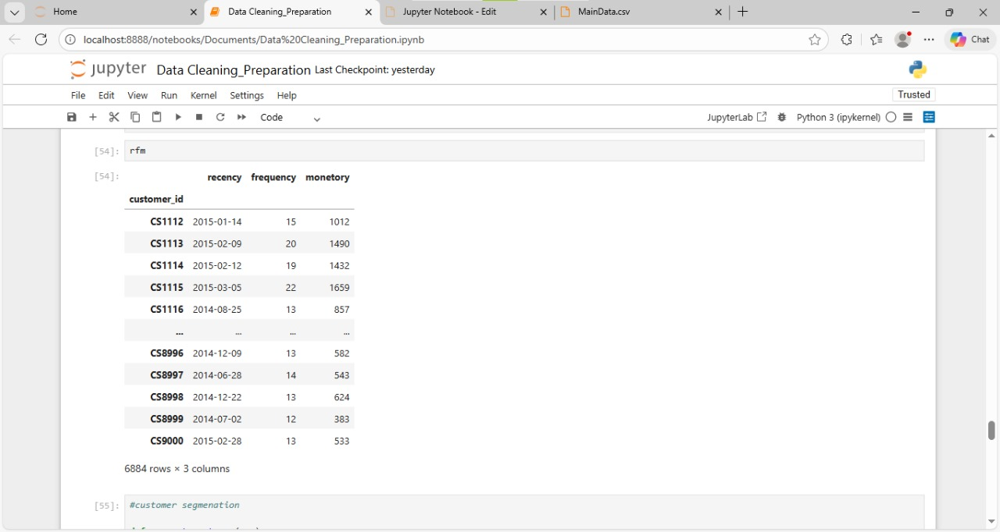 Home
Data Cleaning_Preparation
Jupyter Notebook - Edit
MainData.csv
localhost:8888/notebooks/Documents/Data%20Cleaning_Preparation.ipynb
Chat
jupyter Data Cleaning_Preparation Last Checkpoint: yesterday
File Edit View Run Kernel Settings Help
Trusted
Code
JupyterLab
Python 3 (ipykernel)
[54]: rfm
[54]:
recency frequency monetory
customer_id
CS1112 2015-01-14 15 1012
CS1113 2015-02-09 20 1490
CS1114 2015-02-12 19 1432
CS1115 2015-03-05 22 1659
CS1116 2014-08-25 13 857
... ... ... ...
CS8996 2014-12-09 13 582
CS8997 2014-06-28 14 543
CS8998 2014-12-22 13 624
CS8999 2014-07-02 12 383
CS9000 2015-02-28 13 533
6884 rows × 3 columns
[55]: #customer segmenation